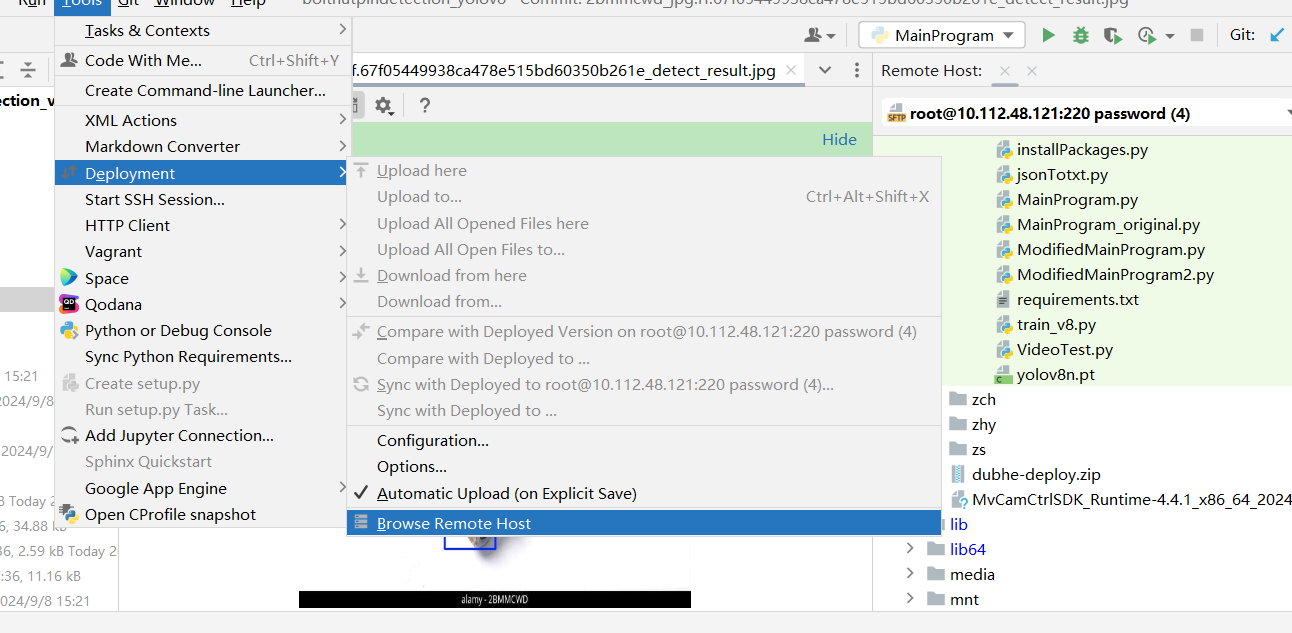 Run Tools Git Window Help
boltnutpindetection_yolov8 - Commit: 2bmmcwd_jpg.rf.67f05449938ca478e515bd60350b261e_detect_result.jpg
Tasks & Contexts
Code With Me... Ctrl+Shift+Y
Create Command-line Launcher...
XML Actions
Markdown Converter
Deployment
Start SSH Session...
HTTP Client
Vagrant
Space
Qodana
Python or Debug Console
Sync Python Requirements...
Create setup.py
Run setup.py Task...
Add Jupyter Connection...
Sphinx Quickstart
Google App Engine
Open CProfile snapshot
MainProgram
Git:
f.67f05449938ca478e515bd60350b261e_detect_result.jpg
Hide
Upload here
Upload to... Ctrl+Alt+Shift+X
Upload All Opened Files here
Upload All Open Files to...
Download from here
Download from...
Compare with Deployed Version on root@10.112.48.121:220 password (4)
Compare with Deployed to ...
Sync with Deployed to root@10.112.48.121:220 password (4)...
Sync with Deployed to ...
Configuration...
Options...
Automatic Upload (on Explicit Save)
Browse Remote Host
Remote Host:
root@10.112.48.121:220 password (4)
installPackages.py
jsonTotxt.py
MainProgram.py
MainProgram_original.py
ModifiedMainProgram.py
ModifiedMainProgram2.py
requirements.txt
train_v8.py
VideoTest.py
yolov8n.pt
zch
zhy
zs
dubhe-deploy.zip
MvCamCtrlSDK_Runtime-4.4.1_x86_64_2024
lib
lib64
media
mnt
ection_v
15:21
2024/9/8
2024/9/
B Today
6, 34.88 kB
36, 2.59 kB Today 2
:36, 11.16 kB
024/9/8 15:21
alamy - 2BMMCWD